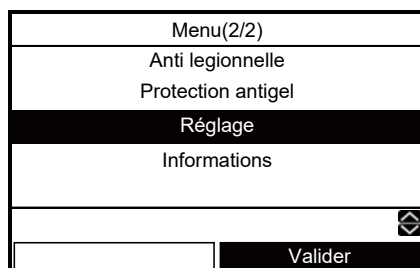 Menu(2/2)
Anti legionnelle
Protection antigel
Réglage
Informations
Valider